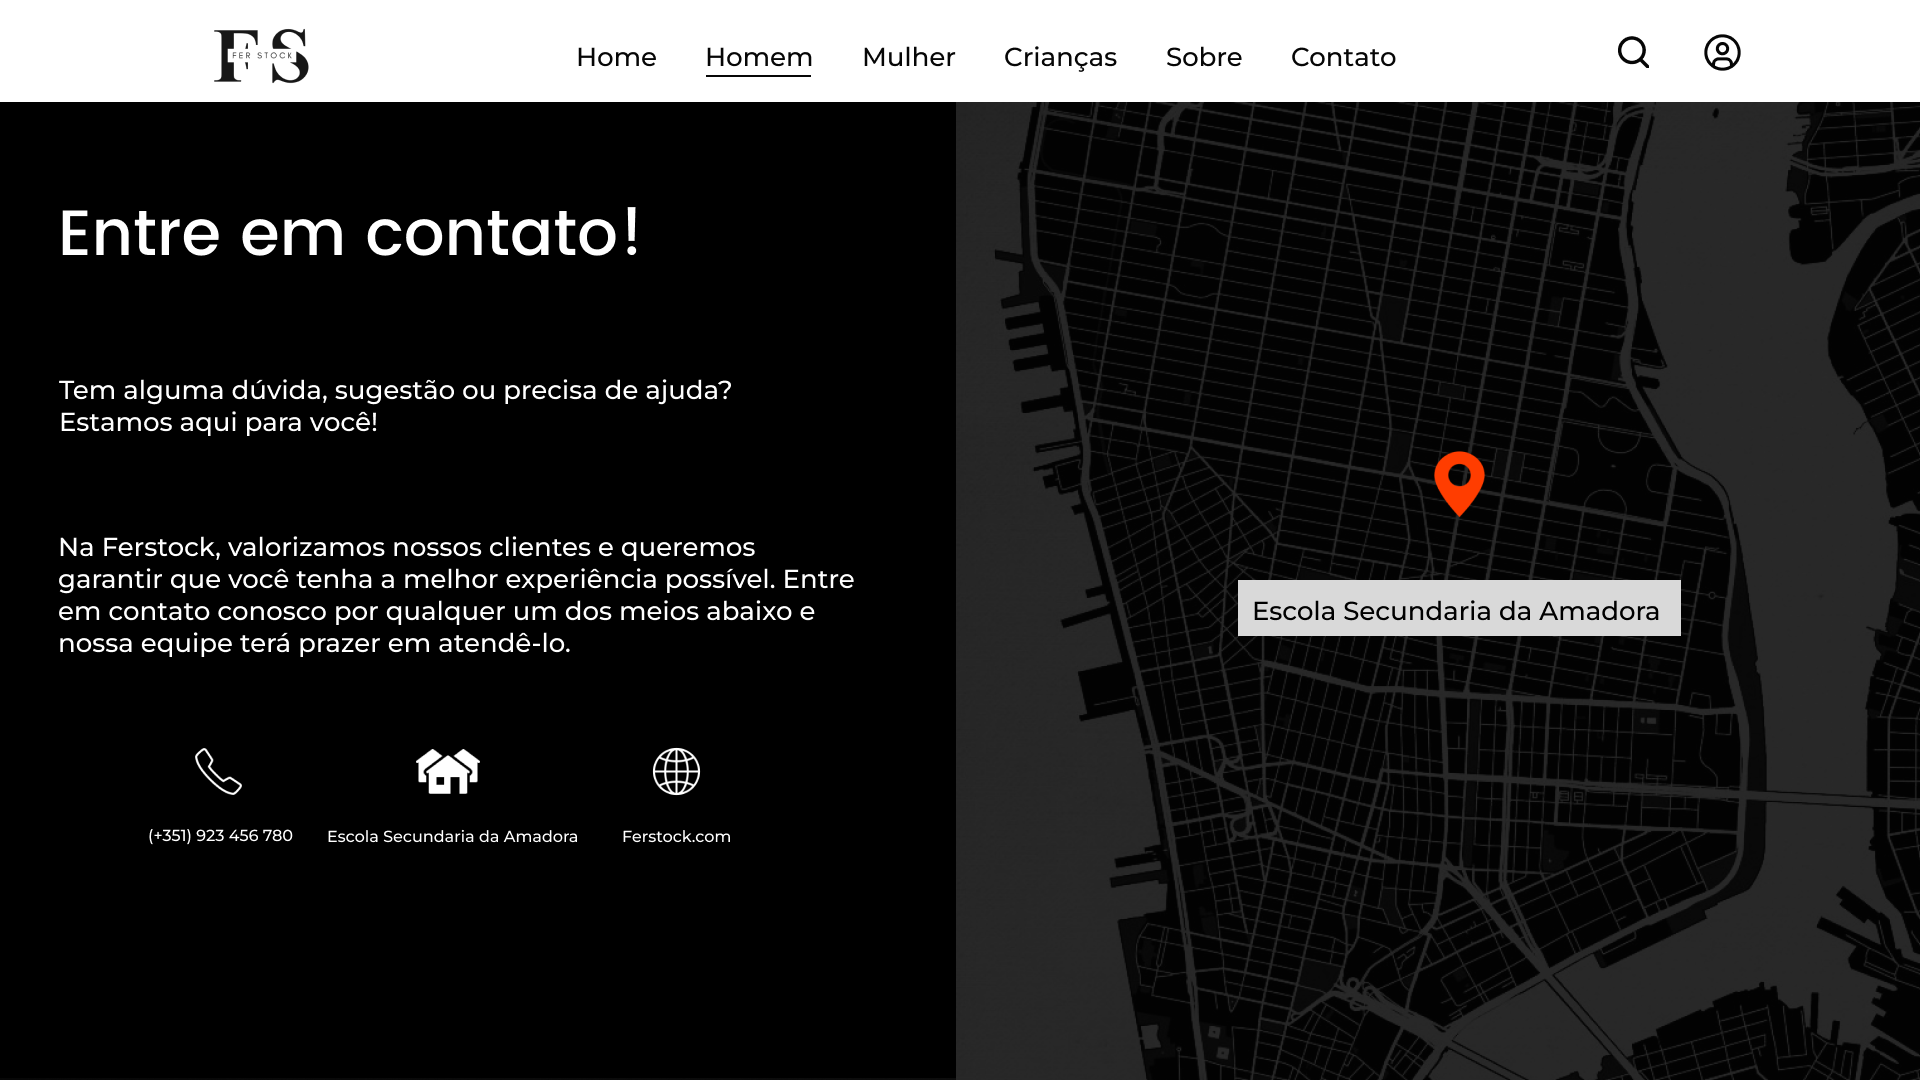 FS
FER STOCK
Home Homem Mulher Crianças Sobre Contato
Entre em contato!
Tem alguma dúvida, sugestão ou precisa de ajuda?
Estamos aqui para você!
Na Ferstock, valorizamos nossos clientes e queremos
garantir que você tenha a melhor experiência possível. Entre
em contato conosco por qualquer um dos meios abaixo e
nossa equipe terá prazer em atendê-lo.
(+351) 923 456 780
Escola Secundaria da Amadora
Ferstock.com
Escola Secundaria da Amadora